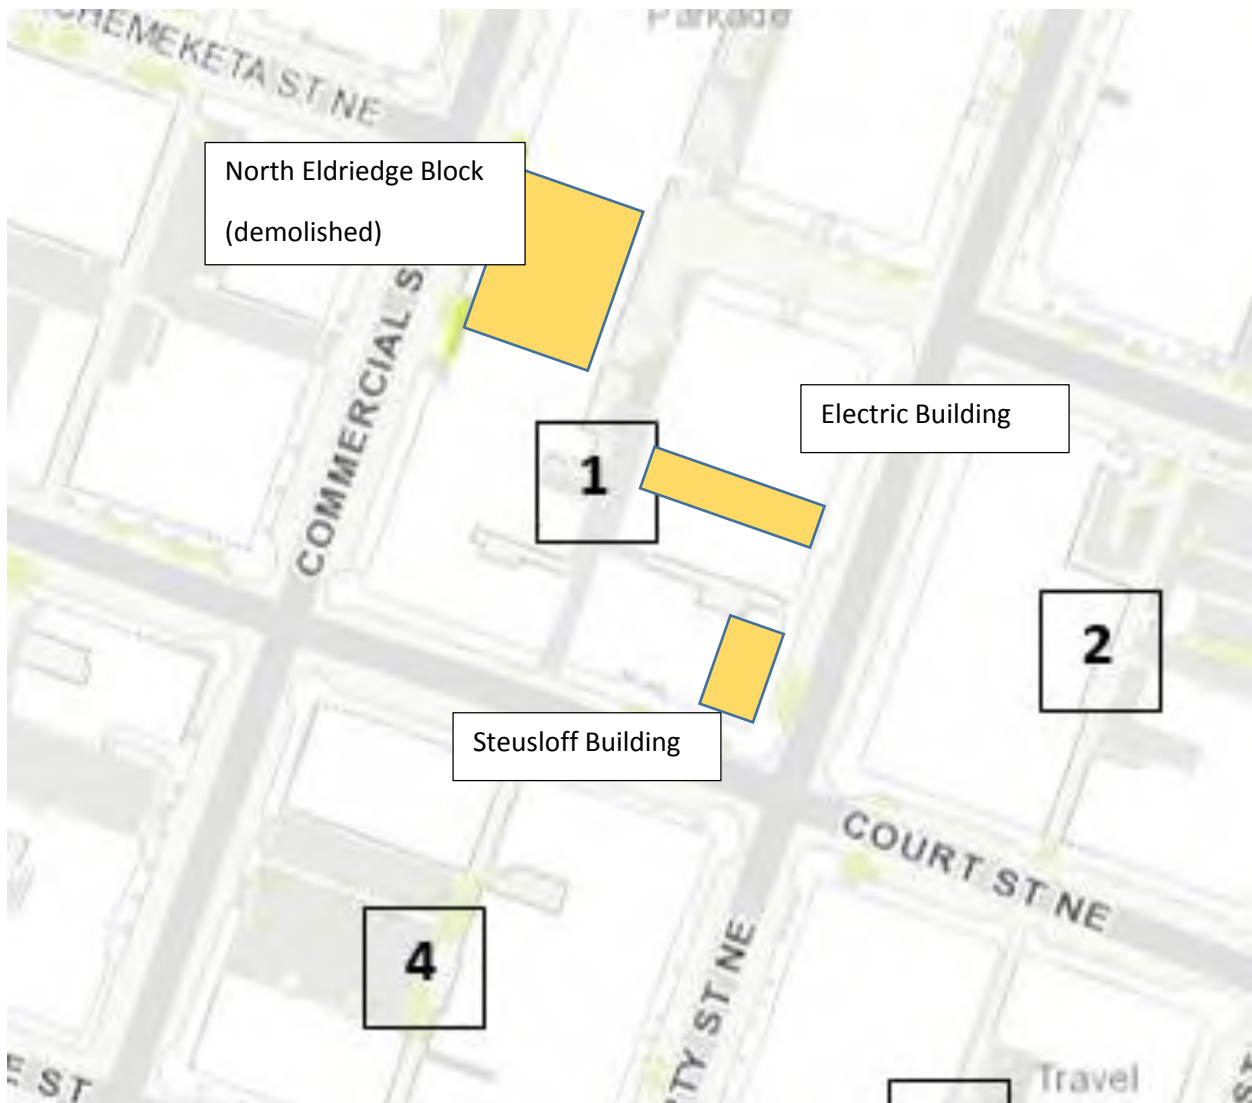 Parkade
CHEMEKETA ST NE
North Eldriedge Block
(demolished)
COMMERCIAL S
Electric Building
1
2
Steusloff Building
COURT ST NE
4
TY ST NE
E ST
Travel